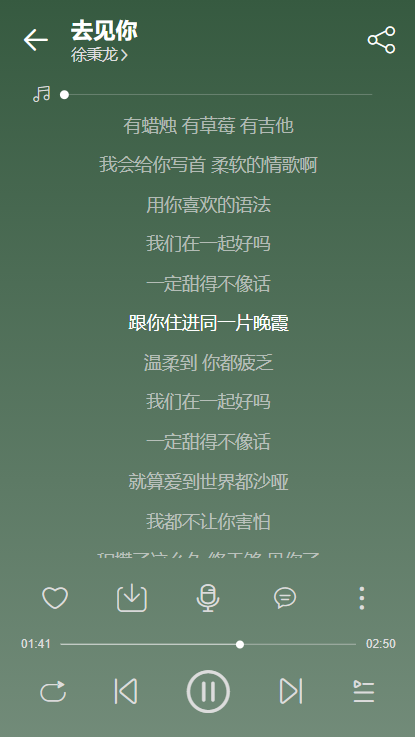 去见你
徐秉龙
有蜡烛 有草莓 有吉他
我会给你写首 柔软的情歌啊
用你喜欢的语法
我们在一起好吗
一定甜得不像话
跟你住进同一片晚霞
温柔到 你都疲乏
我们在一起好吗
一定甜得不像话
就算爱到世界都沙哑
我都不让你害怕
01:41
02:50